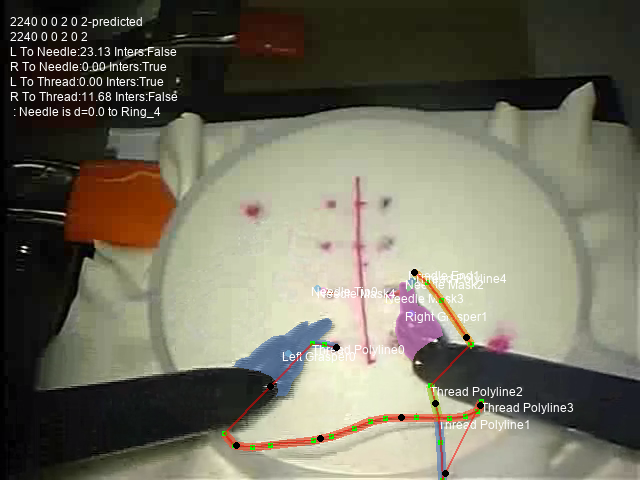 2240 0 0 2 0 2-predicted
2240 0 0 2 0 2
L To Needle:23.13 Inters:False
R To Needle:0.00 Inters:True
L To Thread:0.00 Inters:True
R To Thread:11.68 Inters:False
: Needle is d=0.0 to Ring_4
Needle End1
Thread Polyline4
Needle Mask2
Needle Tip0
Needle Mask4
Needle Mask3
Right Grasper1
Thread Polyline0
Left Grasper0
Thread Polyline2
Thread Polyline3
Thread Polyline1